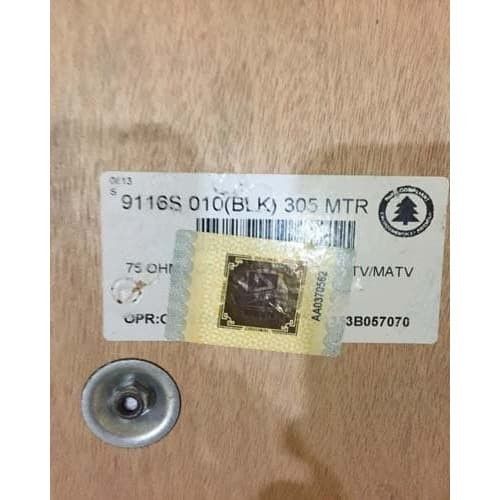 0613
S
9116S 010(BLK) 305 MTR
75 OHM TV/MATV
AA0370562
OPR: 3B057070